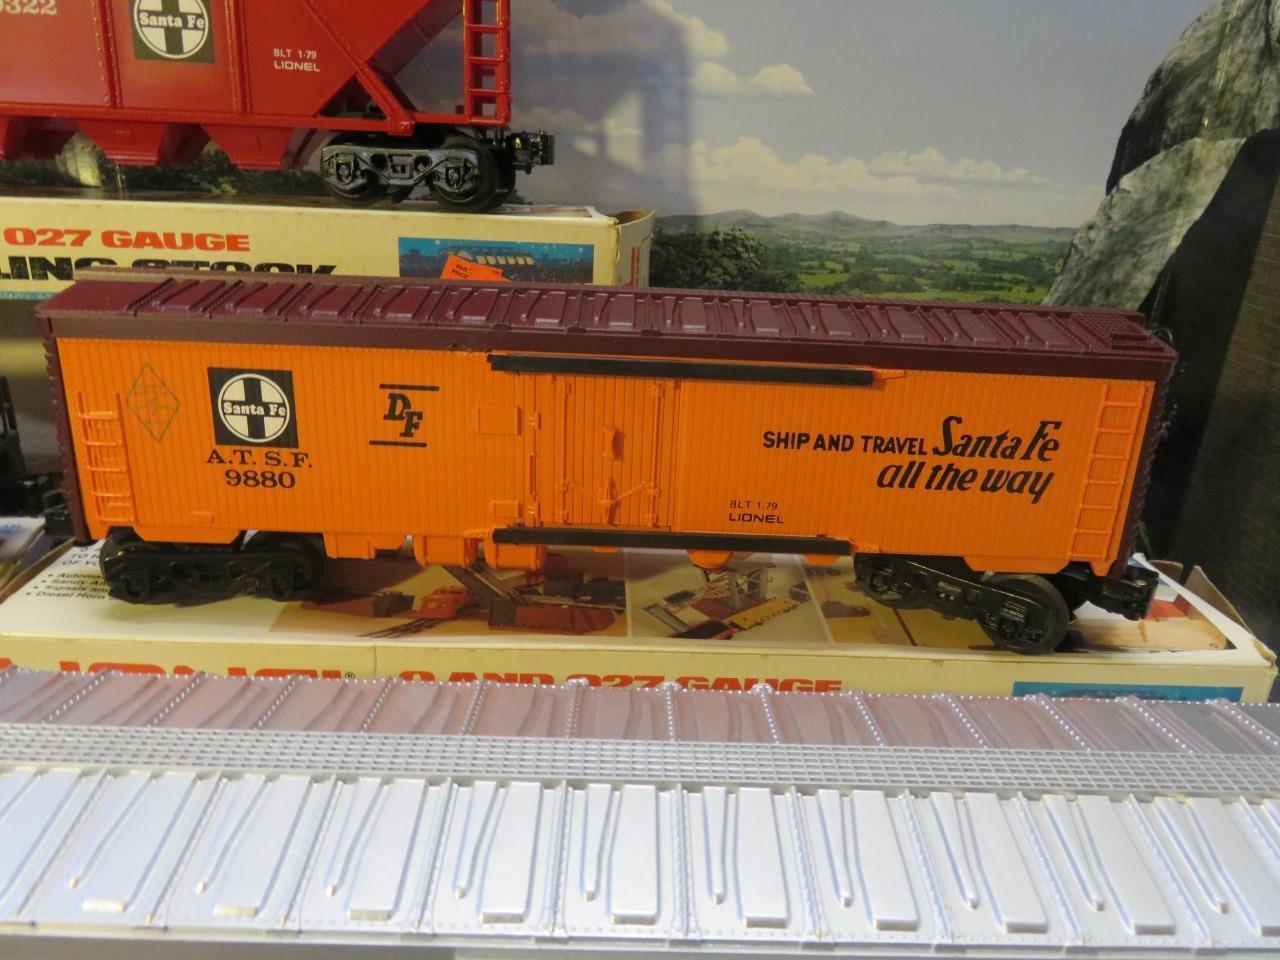 Santa Fe
BLT 1-79
LIONEL
027 GAUGE
Santa Fe
A.T.S.F.
9880
DF
SHIP AND TRAVEL Santa Fe
all the way
BLT 1-79
LIONEL
O AND 027 GAUGE